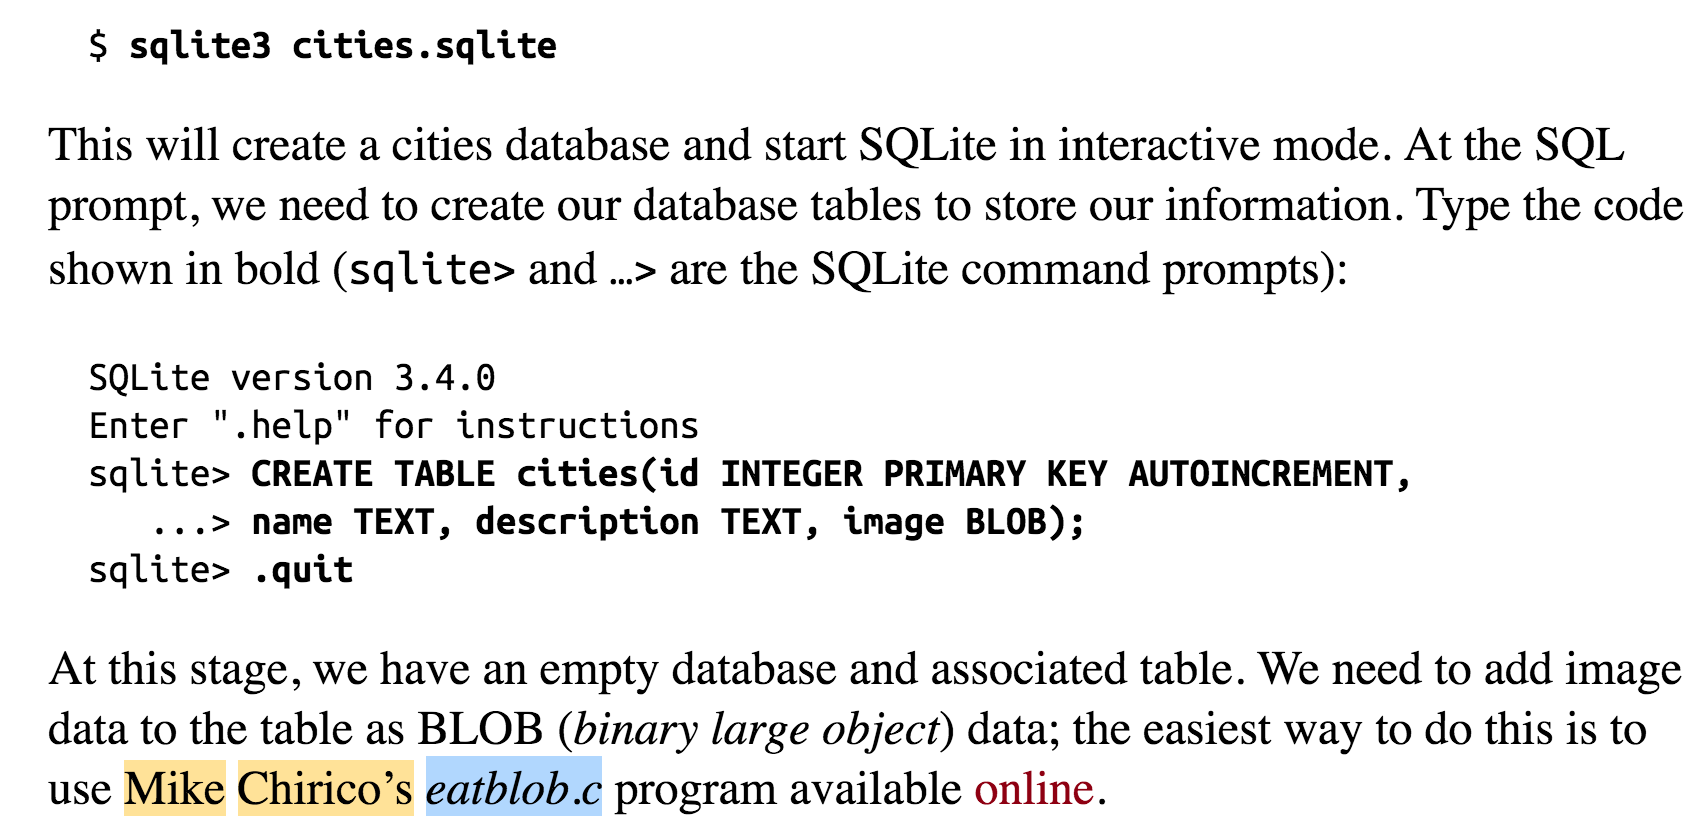 $ sqlite3 cities.sqlite
This will create a cities database and start SQLite in interactive mode. At the SQL
prompt, we need to create our database tables to store our information. Type the code
shown in bold (sqlite> and …> are the SQLite command prompts):
SQLite version 3.4.0
Enter ".help" for instructions
sqlite> CREATE TABLE cities(id INTEGER PRIMARY KEY AUTOINCREMENT,
...> name TEXT, description TEXT, image BLOB);
sqlite> .quit
At this stage, we have an empty database and associated table. We need to add image
data to the table as BLOB (binary large object) data; the easiest way to do this is to
use Mike Chirico’s eatblob.c program available online.